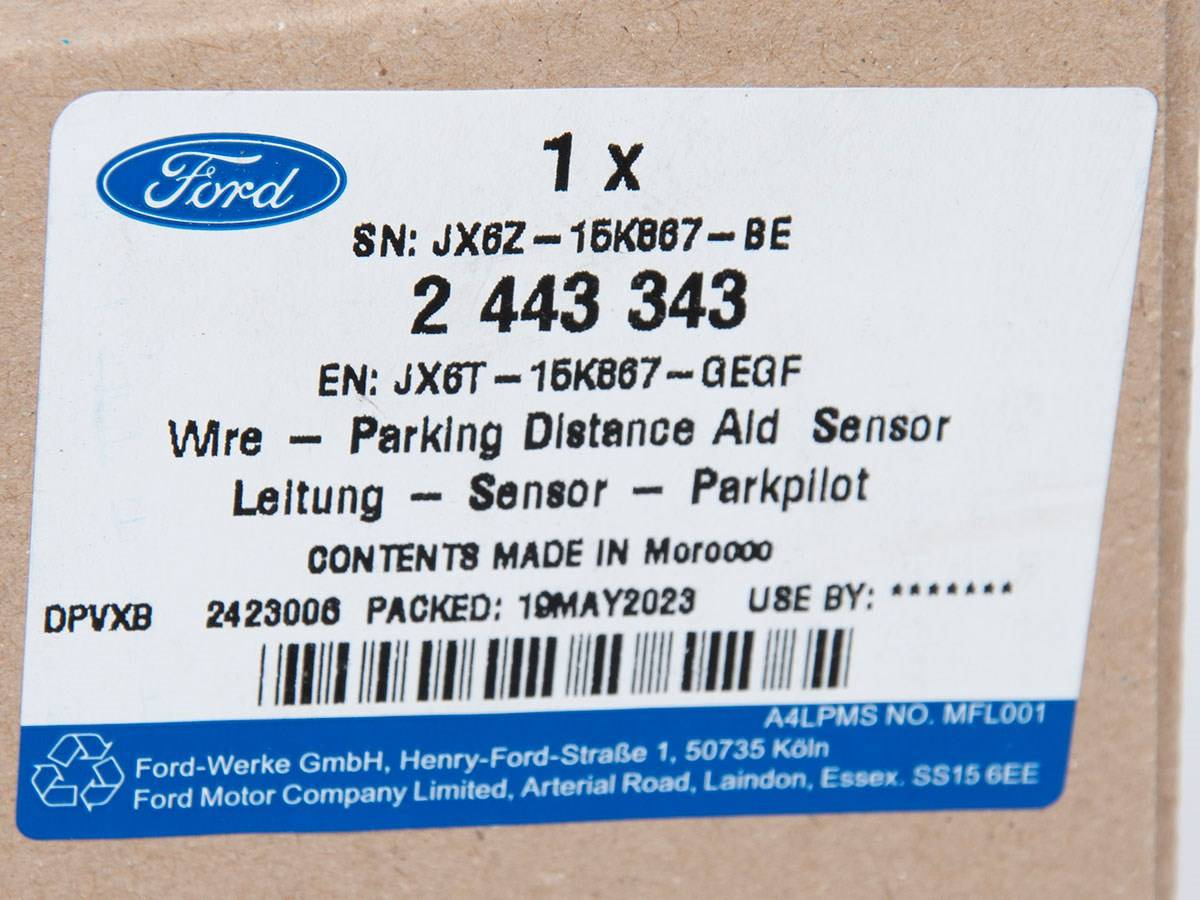 Ford
1 x
SN: JX6Z-15K867-BE
2 443 343
EN: JX6T-15K867-GEGF
Wire - Parking Distance Aid Sensor
Leitung - Sensor - Parkpilot
CONTENTS MADE IN Morocco
DPVXB 2423006 PACKED: 19MAY2023 USE BY: *******
A4LPMS NO. MFL001
Ford-Werke GmbH, Henry-Ford-Straße 1, 50735 Köln
Ford Motor Company Limited, Arterial Road, Laindon, Essex. SS15 6EE